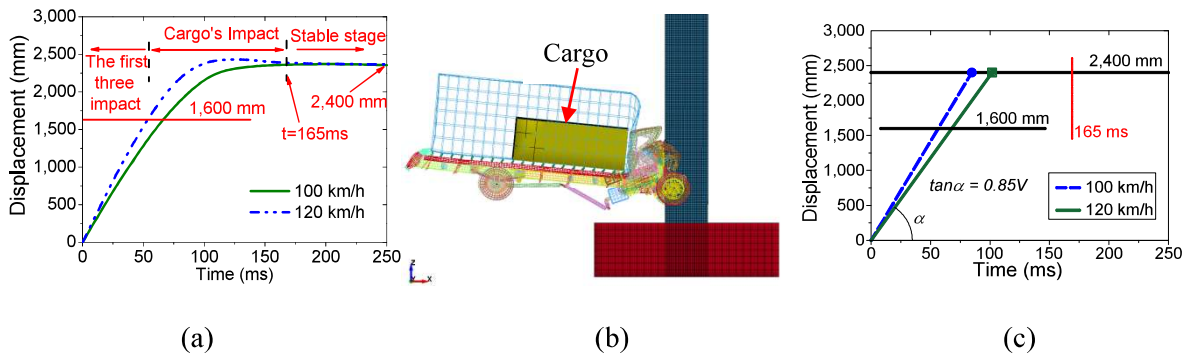 3,000
2,500
2,000
1,500
1,000
500
0
Displacement (mm)
The first
three
impact
Cargo's Impact
Stable stage
1,600 mm
2,400 mm
t=165ms
100 km/h
120 km/h
0 50 100 150 200 250
Time (ms)
(a)
Cargo
z
x
(b)
3,000
2,500
2,000
1,500
1,000
500
0
Displacement (mm)
2,400 mm
1,600 mm
165 ms
tanα = 0.85V
α
100 km/h
120 km/h
0 50 100 150 200 250
Time (ms)
(c)